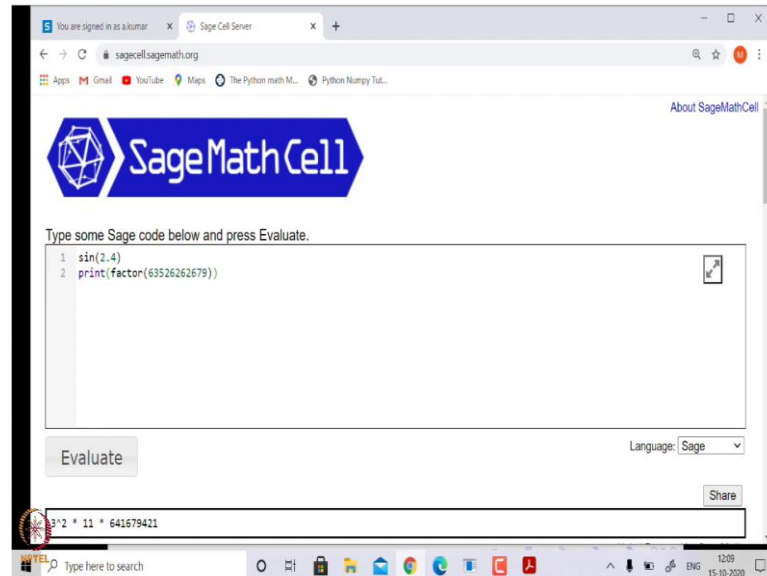 You are signed in as a.kumar
Sage Cell Server
sagecell.sagemath.org
M
Apps
Gmail
YouTube
Maps
The Python math M...
Python Numpy Tut...
About SageMathCell
SageMathCell
Type some Sage code below and press Evaluate.
1 sin(2.4)
2 print(factor(63526262679))
Evaluate
Language: Sage
Share
3^2 * 11 * 641679421
NPTEL
Type here to search
ENG
12:09
15-10-2020